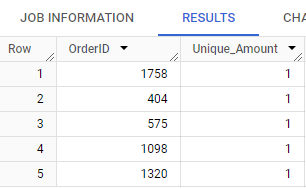 JOB INFORMATION RESULTS CHA
Row OrderID Unique_Amount
1 1758 1
2 404 1
3 575 1
4 1098 1
5 1320 1